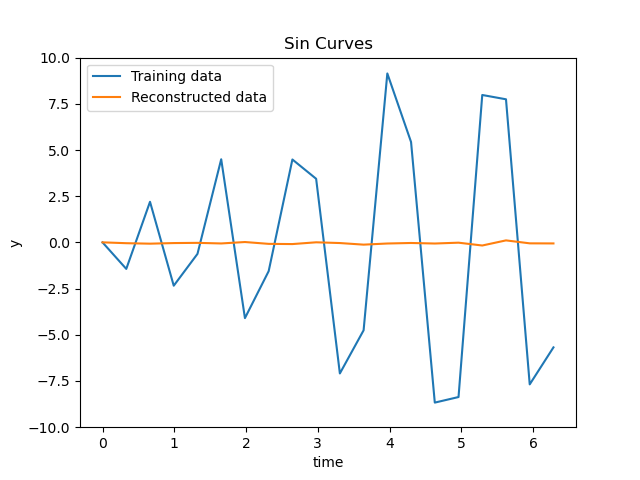 Sin Curves
Training data
Reconstructed data
10.0
7.5
5.0
2.5
0.0
−2.5
−5.0
−7.5
−10.0
y
0 1 2 3 4 5 6
time